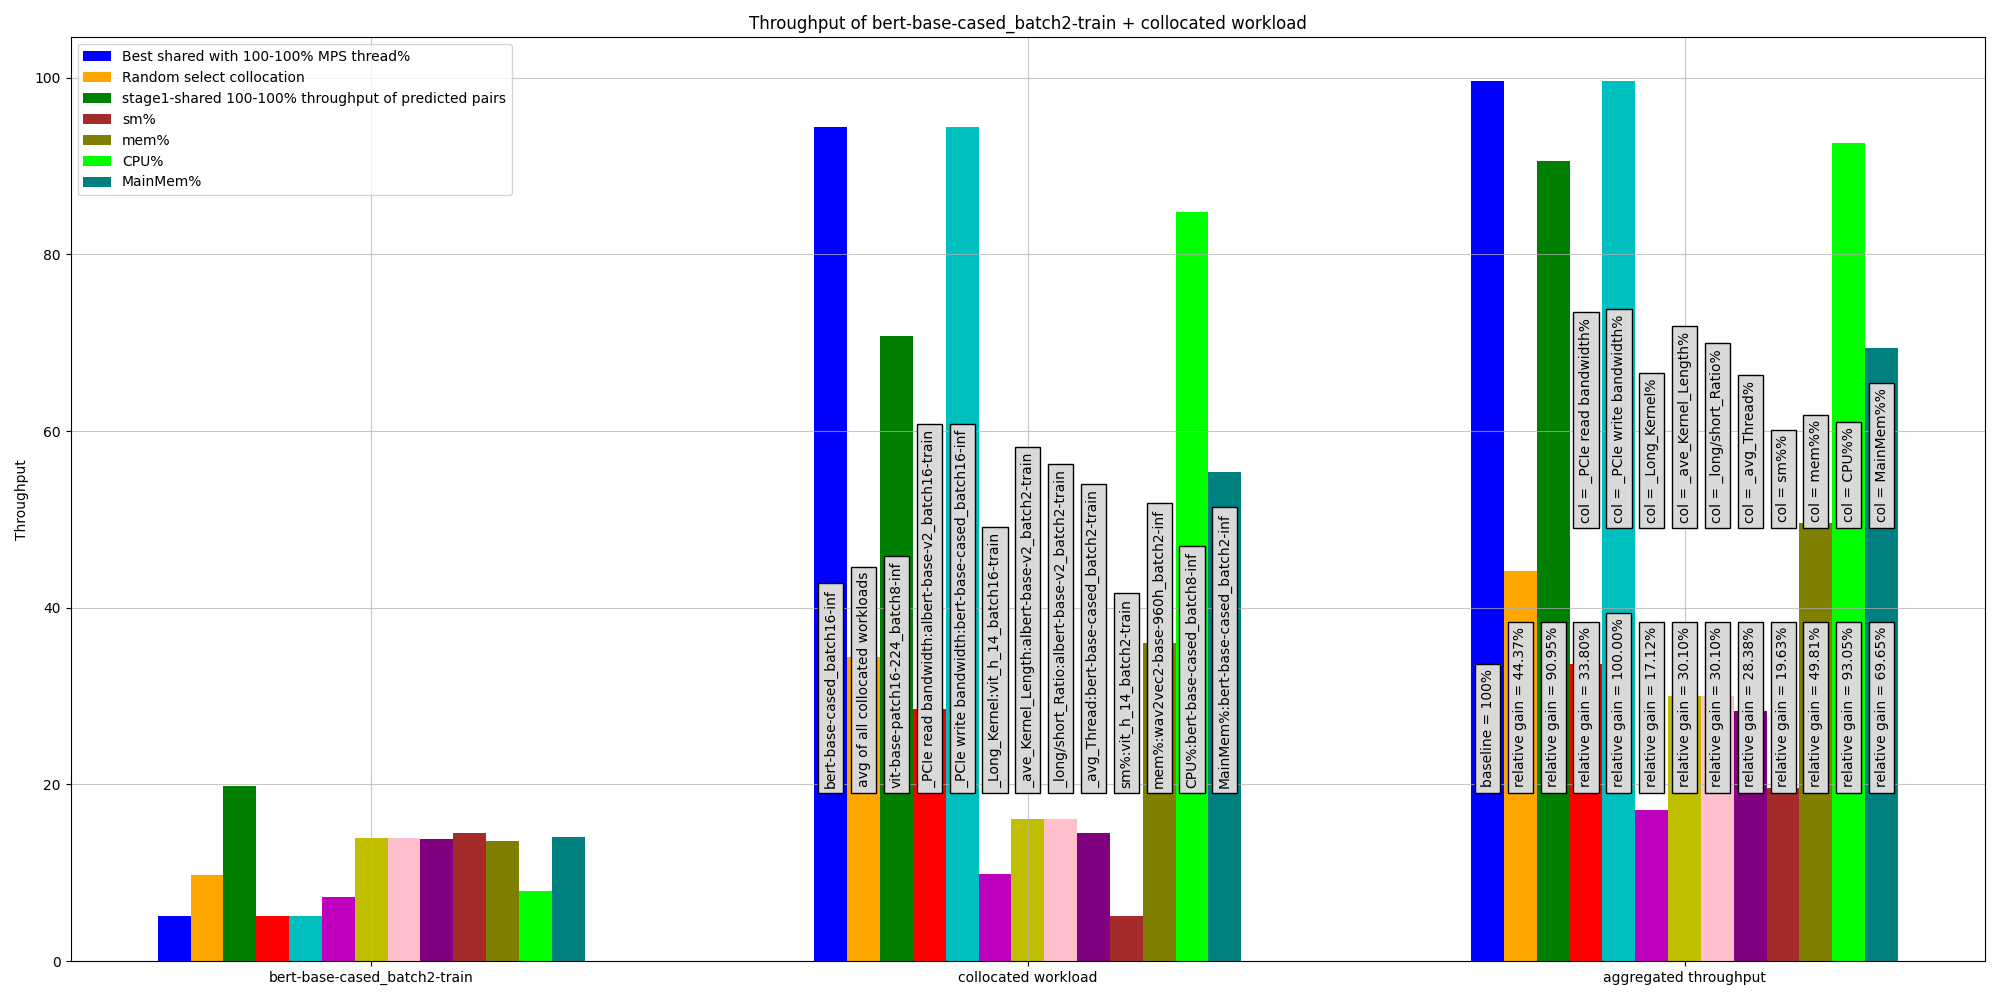 Throughput of bert-base-cased_batch2-train + collocated workload
Best shared with 100-100% MPS thread%
Random select collocation
stage1-shared 100-100% throughput of predicted pairs
sm%
mem%
CPU%
MainMem%
Throughput
100
80
60
40
20
0
bert-base-cased_batch16-inf
avg of all collocated workloads
vit-base-patch16-224_batch8-inf
_PCIe read bandwidth:albert-base-v2_batch16-train
_PCIe write bandwidth:bert-base-cased_batch16-inf
_Long_Kernel:vit_h_14_batch16-train
_ave_Kernel_Length:albert-base-v2_batch2-train
_long/short_Ratio:albert-base-v2_batch2-train
_avg_Thread:bert-base-cased_batch2-train
sm%:vit_h_14_batch2-train
mem%:wav2vec2-base-960h_batch2-inf
CPU%:bert-base-cased_batch8-inf
MainMem%:bert-base-cased_batch2-inf
col = _PCIe read bandwidth%
col = _PCIe write bandwidth%
col = _Long_Kernel%
col = _ave_Kernel_Length%
col = _long/short_Ratio%
col = _avg_Thread%
col = sm%%
col = mem%%
col = CPU%%
col = MainMem%%
baseline = 100%
relative gain = 44.37%
relative gain = 90.95%
relative gain = 33.80%
relative gain = 100.00%
relative gain = 17.12%
relative gain = 30.10%
relative gain = 30.10%
relative gain = 28.38%
relative gain = 19.63%
relative gain = 49.81%
relative gain = 93.05%
relative gain = 69.65%
bert-base-cased_batch2-train
collocated workload
aggregated throughput